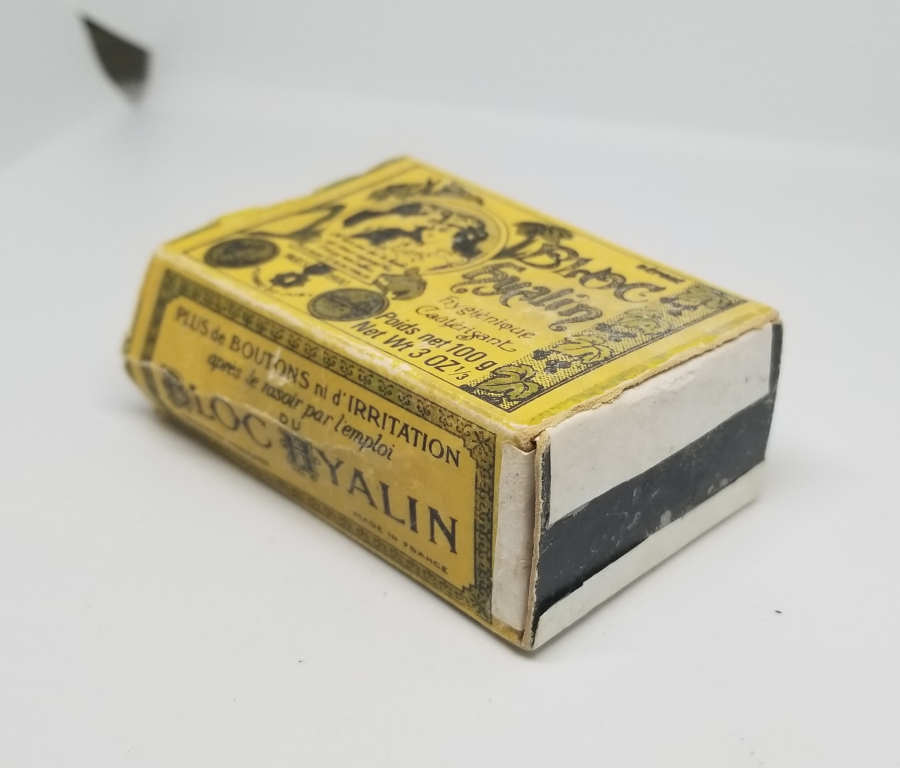 BLOC
Hyalin
hygiénique
Cautérisant
Poids net 100 g
Net Wt 3 OZ 1/3
PLUS de BOUTONS ni d'IRRITATION
après le rasoir par l'emploi
DU
BLOC HYALIN
MADE IN FRANCE